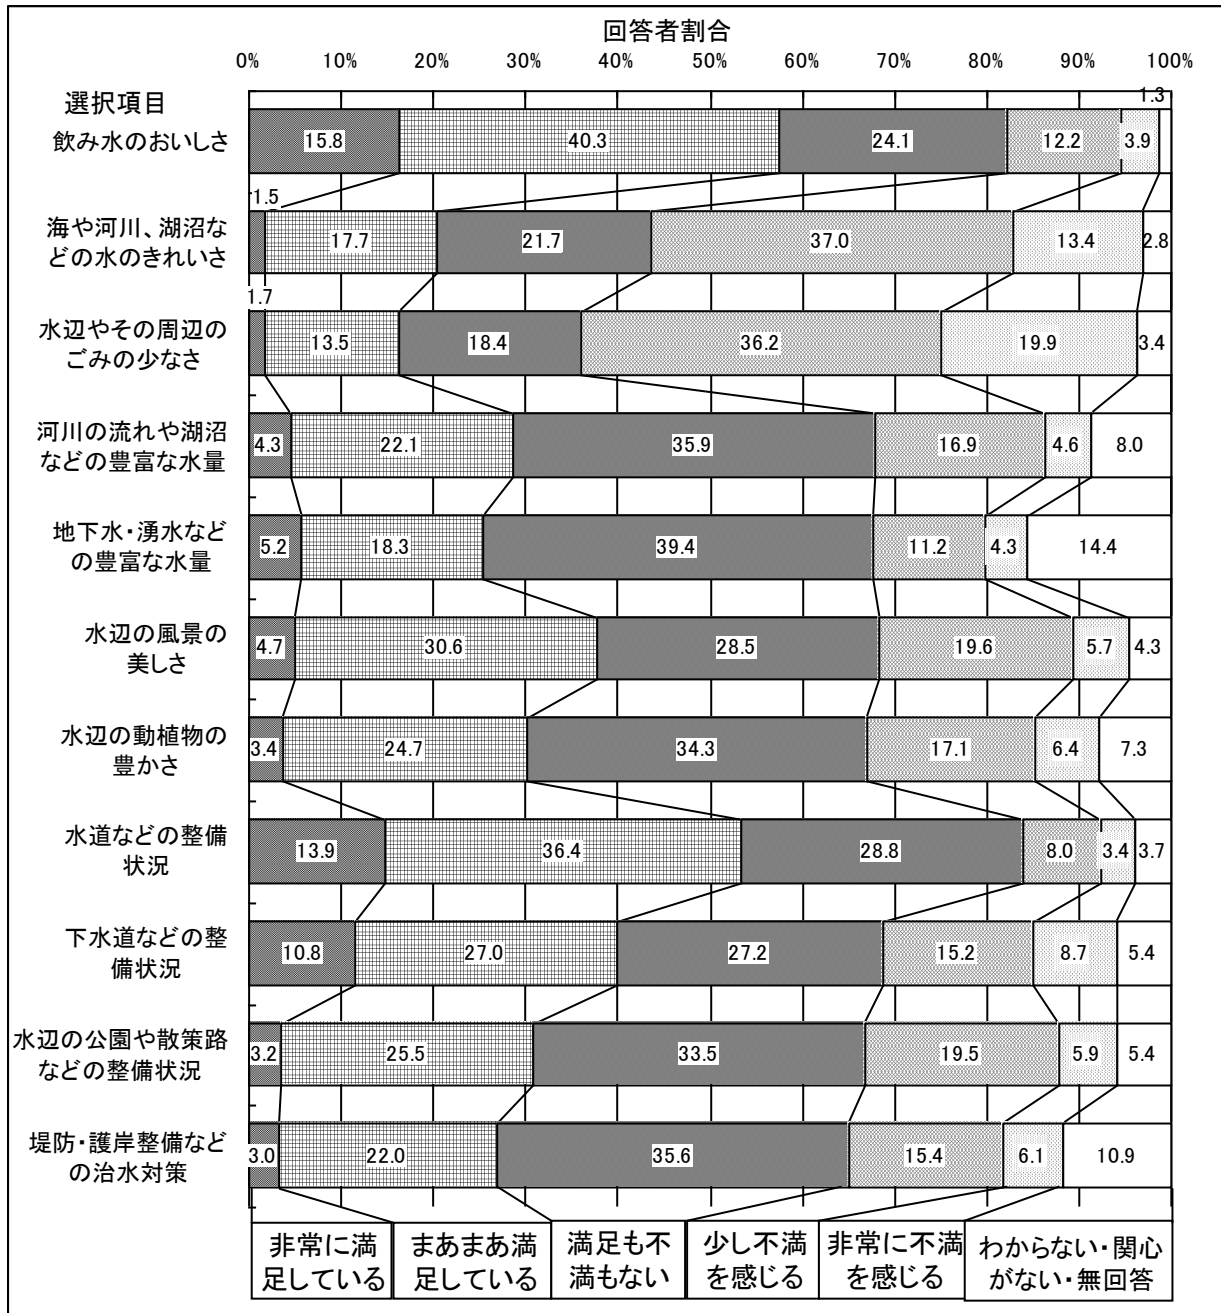 回答者割合
0% 10% 20% 30% 40% 50% 60% 70% 80% 90% 100%
選択項目
1.3
飲み水のおいしさ
15.8 40.3 24.1 12.2 3.9
1.5
海や河川、湖沼な
どの水のきれいさ
17.7 21.7 37.0 13.4 2.8
1.7
水辺やその周辺の
ごみの少なさ
13.5 18.4 36.2 19.9 3.4
河川の流れや湖沼
などの豊富な水量
4.3 22.1 35.9 16.9 4.6 8.0
地下水・湧水など
の豊富な水量
5.2 18.3 39.4 11.2 4.3 14.4
水辺の風景の
美しさ
4.7 30.6 28.5 19.6 5.7 4.3
水辺の動植物の
豊かさ
3.4 24.7 34.3 17.1 6.4 7.3
水道などの整備
状況
13.9 36.4 28.8 8.0 3.4 3.7
下水道などの整
備状況
10.8 27.0 27.2 15.2 8.7 5.4
水辺の公園や散策路
などの整備状況
3.2 25.5 33.5 19.5 5.9 5.4
堤防・護岸整備など
の治水対策
3.0 22.0 35.6 15.4 6.1 10.9
非常に満
足している
まあまあ満
足している
満足も不
満もない
少し不満
を感じる
非常に不満
を感じる
わからない・関心
がない・無回答